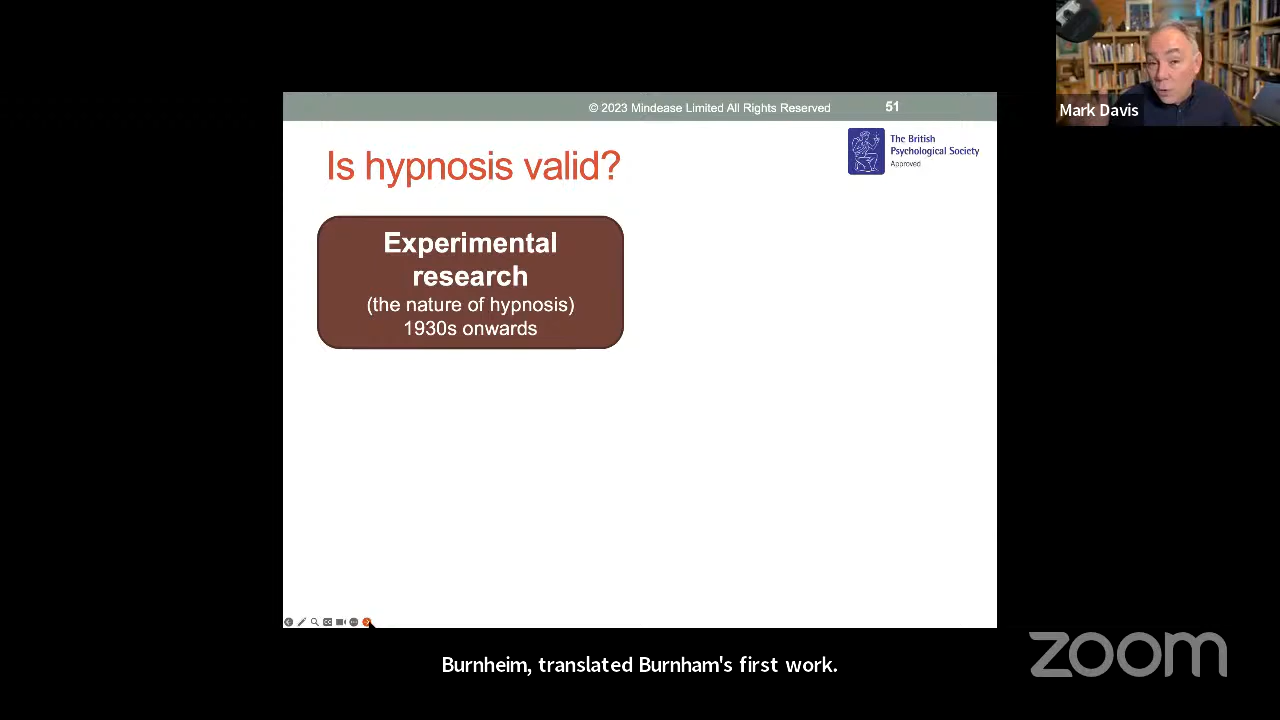 © 2023 Mindease Limited All Rights Reserved 51
Mark Davis
The British
Psychological Society
Approved
Is hypnosis valid?
Experimental
research
(the nature of hypnosis)
1930s onwards
Burnheim, translated Burnham's first work.
zoom